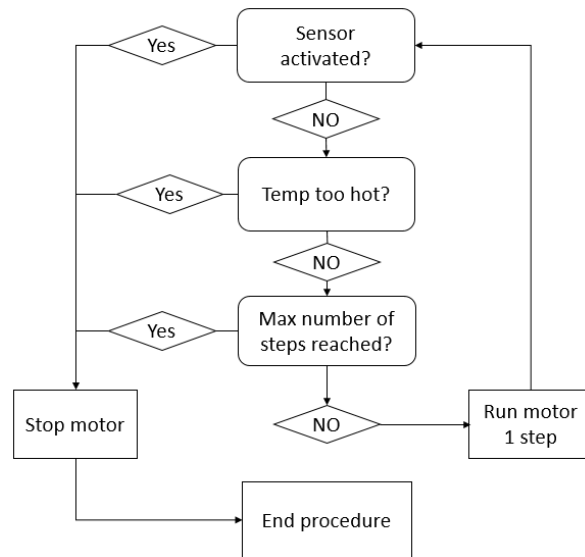 Yes
Sensor
activated?
NO
Yes
Temp too hot?
NO
Yes
Max number of
steps reached?
Stop motor
NO
Run motor
1 step
End procedure